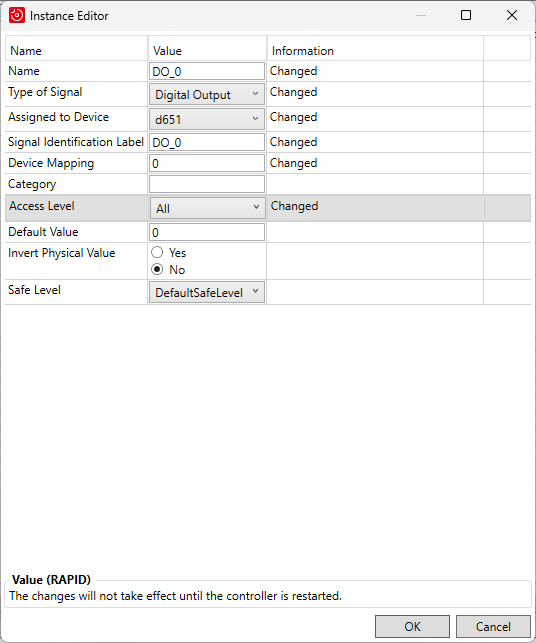 Instance Editor
Name Value Information
Name DO_0 Changed
Type of Signal Digital Output Changed
Assigned to Device d651 Changed
Signal Identification Label DO_0 Changed
Device Mapping 0 Changed
Category
Access Level All Changed
Default Value 0
Invert Physical Value Yes
No
Safe Level DefaultSafeLevel
Value (RAPID)
The changes will not take effect until the controller is restarted.
OK Cancel